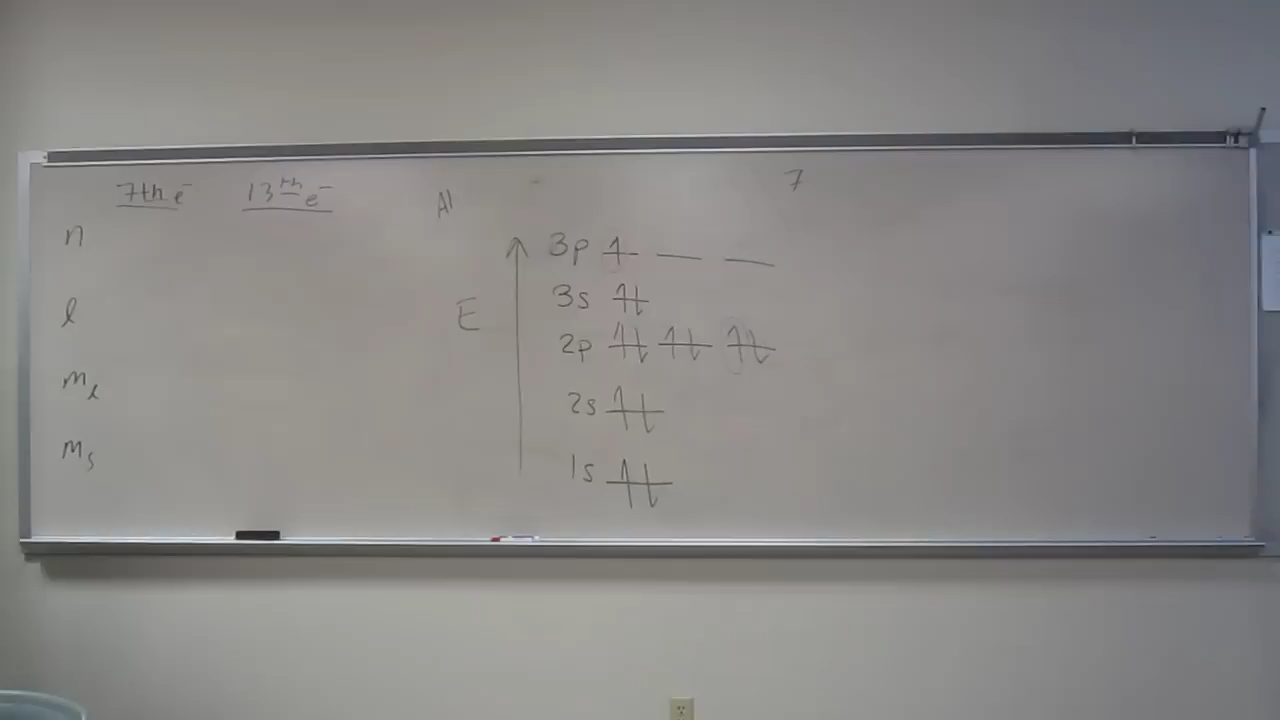 7th e⁻ 13th e⁻
n
l
mₗ
mₛ
Al
7
E
3p ↑
3s ↑↓
2p ↑↓ ↑↓ ↑↓
2s ↑↓
1s ↑↓